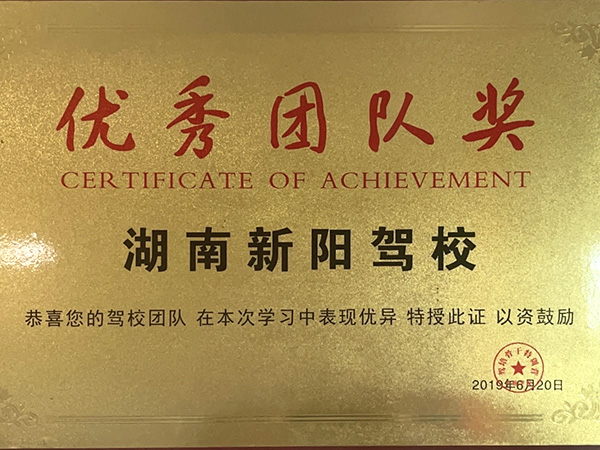 优秀团队奖
CERTIFICATE OF ACHIEVEMENT
湖南新阳驾校
恭喜您的驾校团队 在本次学习中表现优异 特授此证 以资鼓励
2019年6月20日